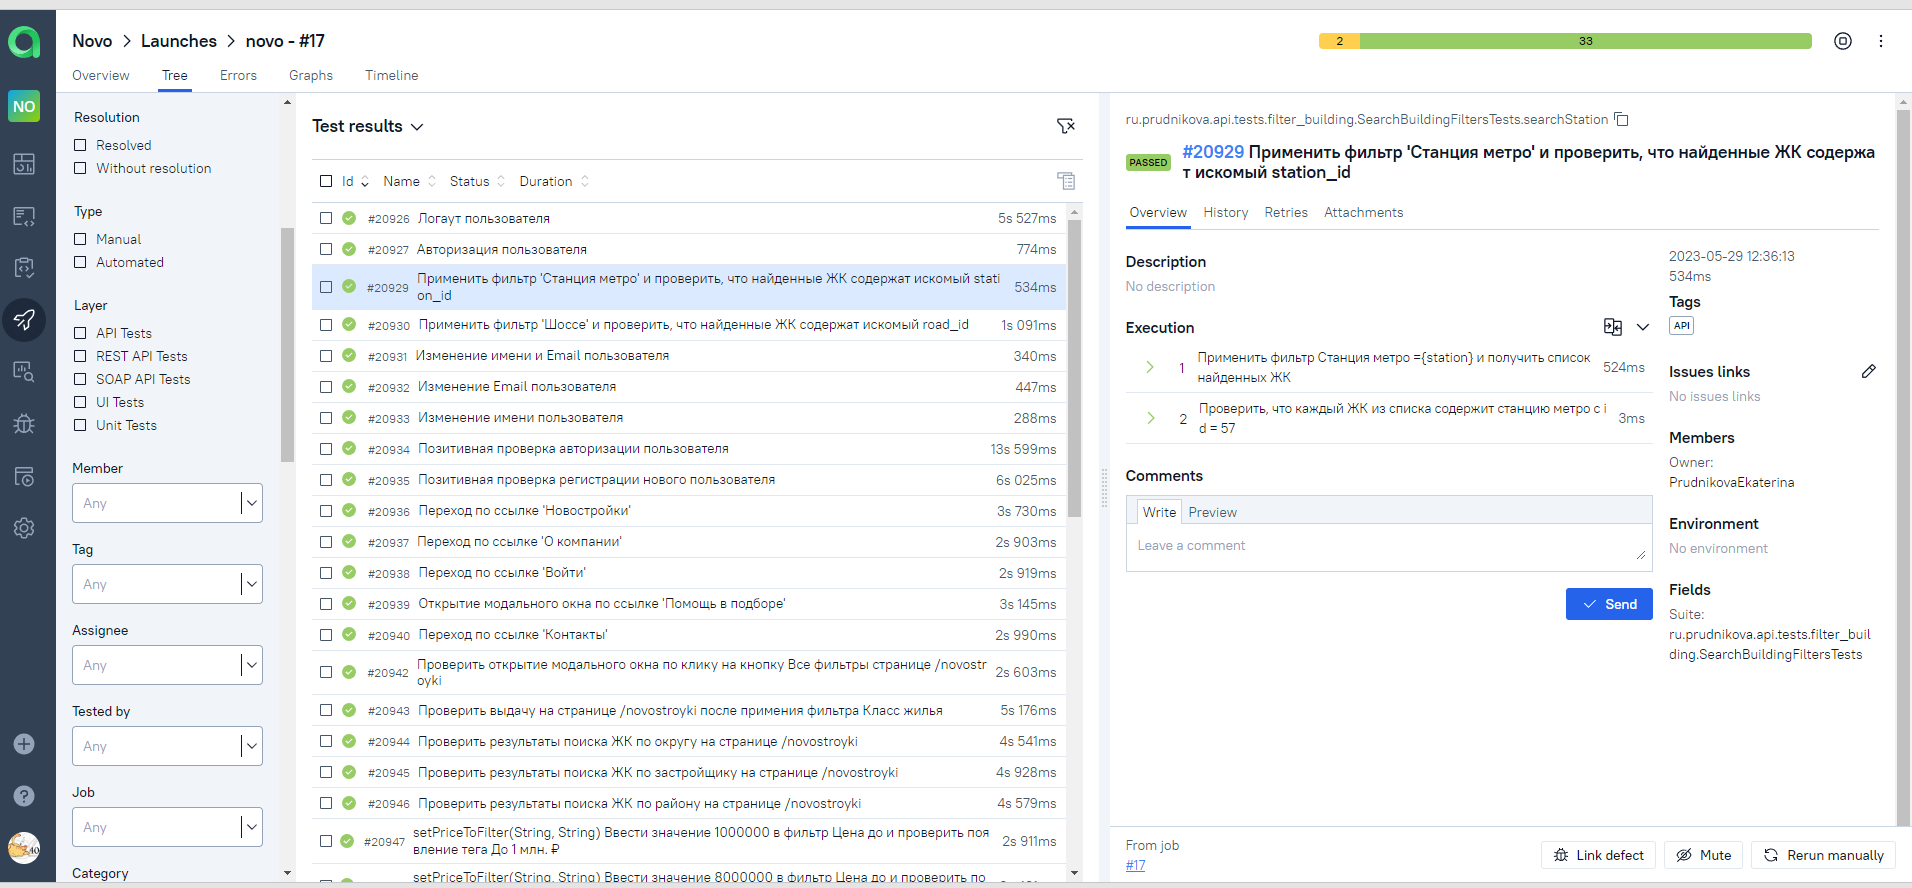 Novo > Launches > novo - #17
2
33
Overview Tree Errors Graphs Timeline
NO
Resolution
Resolved
Without resolution
Type
Manual
Automated
Layer
API Tests
REST API Tests
SOAP API Tests
UI Tests
Unit Tests
Member
Any
Tag
Any
Assignee
Any
Tested by
Any
Job
Any
Category
Test results
Id Name Status Duration
#20926 Логаут пользователя 5s 527ms
#20927 Авторизация пользователя 774ms
#20929 Применить фильтр 'Станция метро' и проверить, что найденные ЖК содержат искомый stati
on_id 534ms
#20930 Применить фильтр 'Шоссе' и проверить, что найденные ЖК содержат искомый road_id 1s 091ms
#20931 Изменение имени и Email пользователя 340ms
#20932 Изменение Email пользователя 447ms
#20933 Изменение имени пользователя 288ms
#20934 Позитивная проверка авторизации пользователя 13s 599ms
#20935 Позитивная проверка регистрации нового пользователя 6s 025ms
#20936 Переход по ссылке 'Новостройки' 3s 730ms
#20937 Переход по ссылке 'О компании' 2s 903ms
#20938 Переход по ссылке 'Войти' 2s 919ms
#20939 Открытие модального окна по ссылке 'Помощь в подборе' 3s 145ms
#20940 Переход по ссылке 'Контакты' 2s 990ms
#20942 Проверить открытие модального окна по клику на кнопку Все фильтры странице /novostr
oyki 2s 603ms
#20943 Проверить выдачу на странице /novostroyki после примения фильтра Класс жилья 5s 176ms
#20944 Проверить результаты поиска ЖК по округу на странице /novostroyki 4s 541ms
#20945 Проверить результаты поиска ЖК по застройщику на странице /novostroyki 4s 928ms
#20946 Проверить результаты поиска ЖК по району на странице /novostroyki 4s 579ms
#20947 setPriceToFilter(String, String) Ввести значение 1000000 в фильтр Цена до и проверить поя
вление тега До 1 млн. ₽ 2s 911ms
setPriceToFilter(String, String) Ввести значение 8000000 в фильтр Цена до и проверить по
ru.prudnikova.api.tests.filter_building.SearchBuildingFiltersTests.searchStation
PASSED #20929 Применить фильтр 'Станция метро' и проверить, что найденные ЖК содержа
т искомый station_id
Overview History Retries Attachments
Description
No description
Execution
1 Применить фильтр Станция метро ={station} и получить список
найденных ЖК 524ms
2 Проверить, что каждый ЖК из списка содержит станцию метро с i
d = 57 3ms
Comments
Write Preview
Leave a comment
Send
2023-05-29 12:36:13
534ms
Tags
API
Issues links
No issues links
Members
Owner:
PrudnikovaEkaterina
Environment
No environment
Fields
Suite:
ru.prudnikova.api.tests.filter_buil
ding.SearchBuildingFiltersTests
From job
#17
Link defect Mute Rerun manually